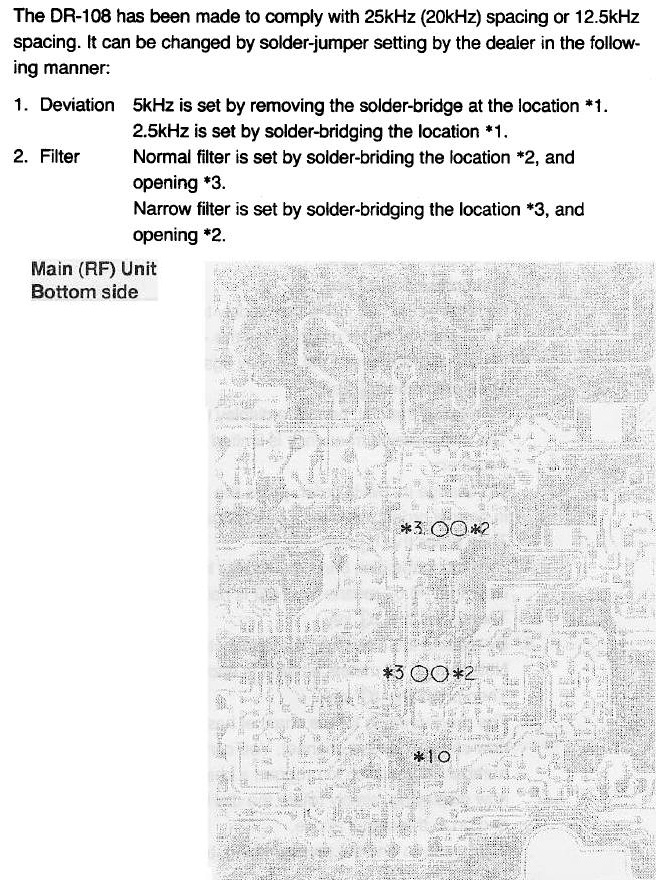 The DR-108 has been made to comply with 25kHz (20kHz) spacing or 12.5kHz
spacing. It can be changed by solder-jumper setting by the dealer in the follow-
ing manner:
1. Deviation 5kHz is set by removing the solder-bridge at the location *1.
2.5kHz is set by solder-bridging the location *1.
2. Filter Normal filter is set by solder-briding the location *2, and
opening *3.
Narrow filter is set by solder-bridging the location *3, and
opening *2.
Main (RF) Unit
Bottom side
*3 *2
*3 *2
*1